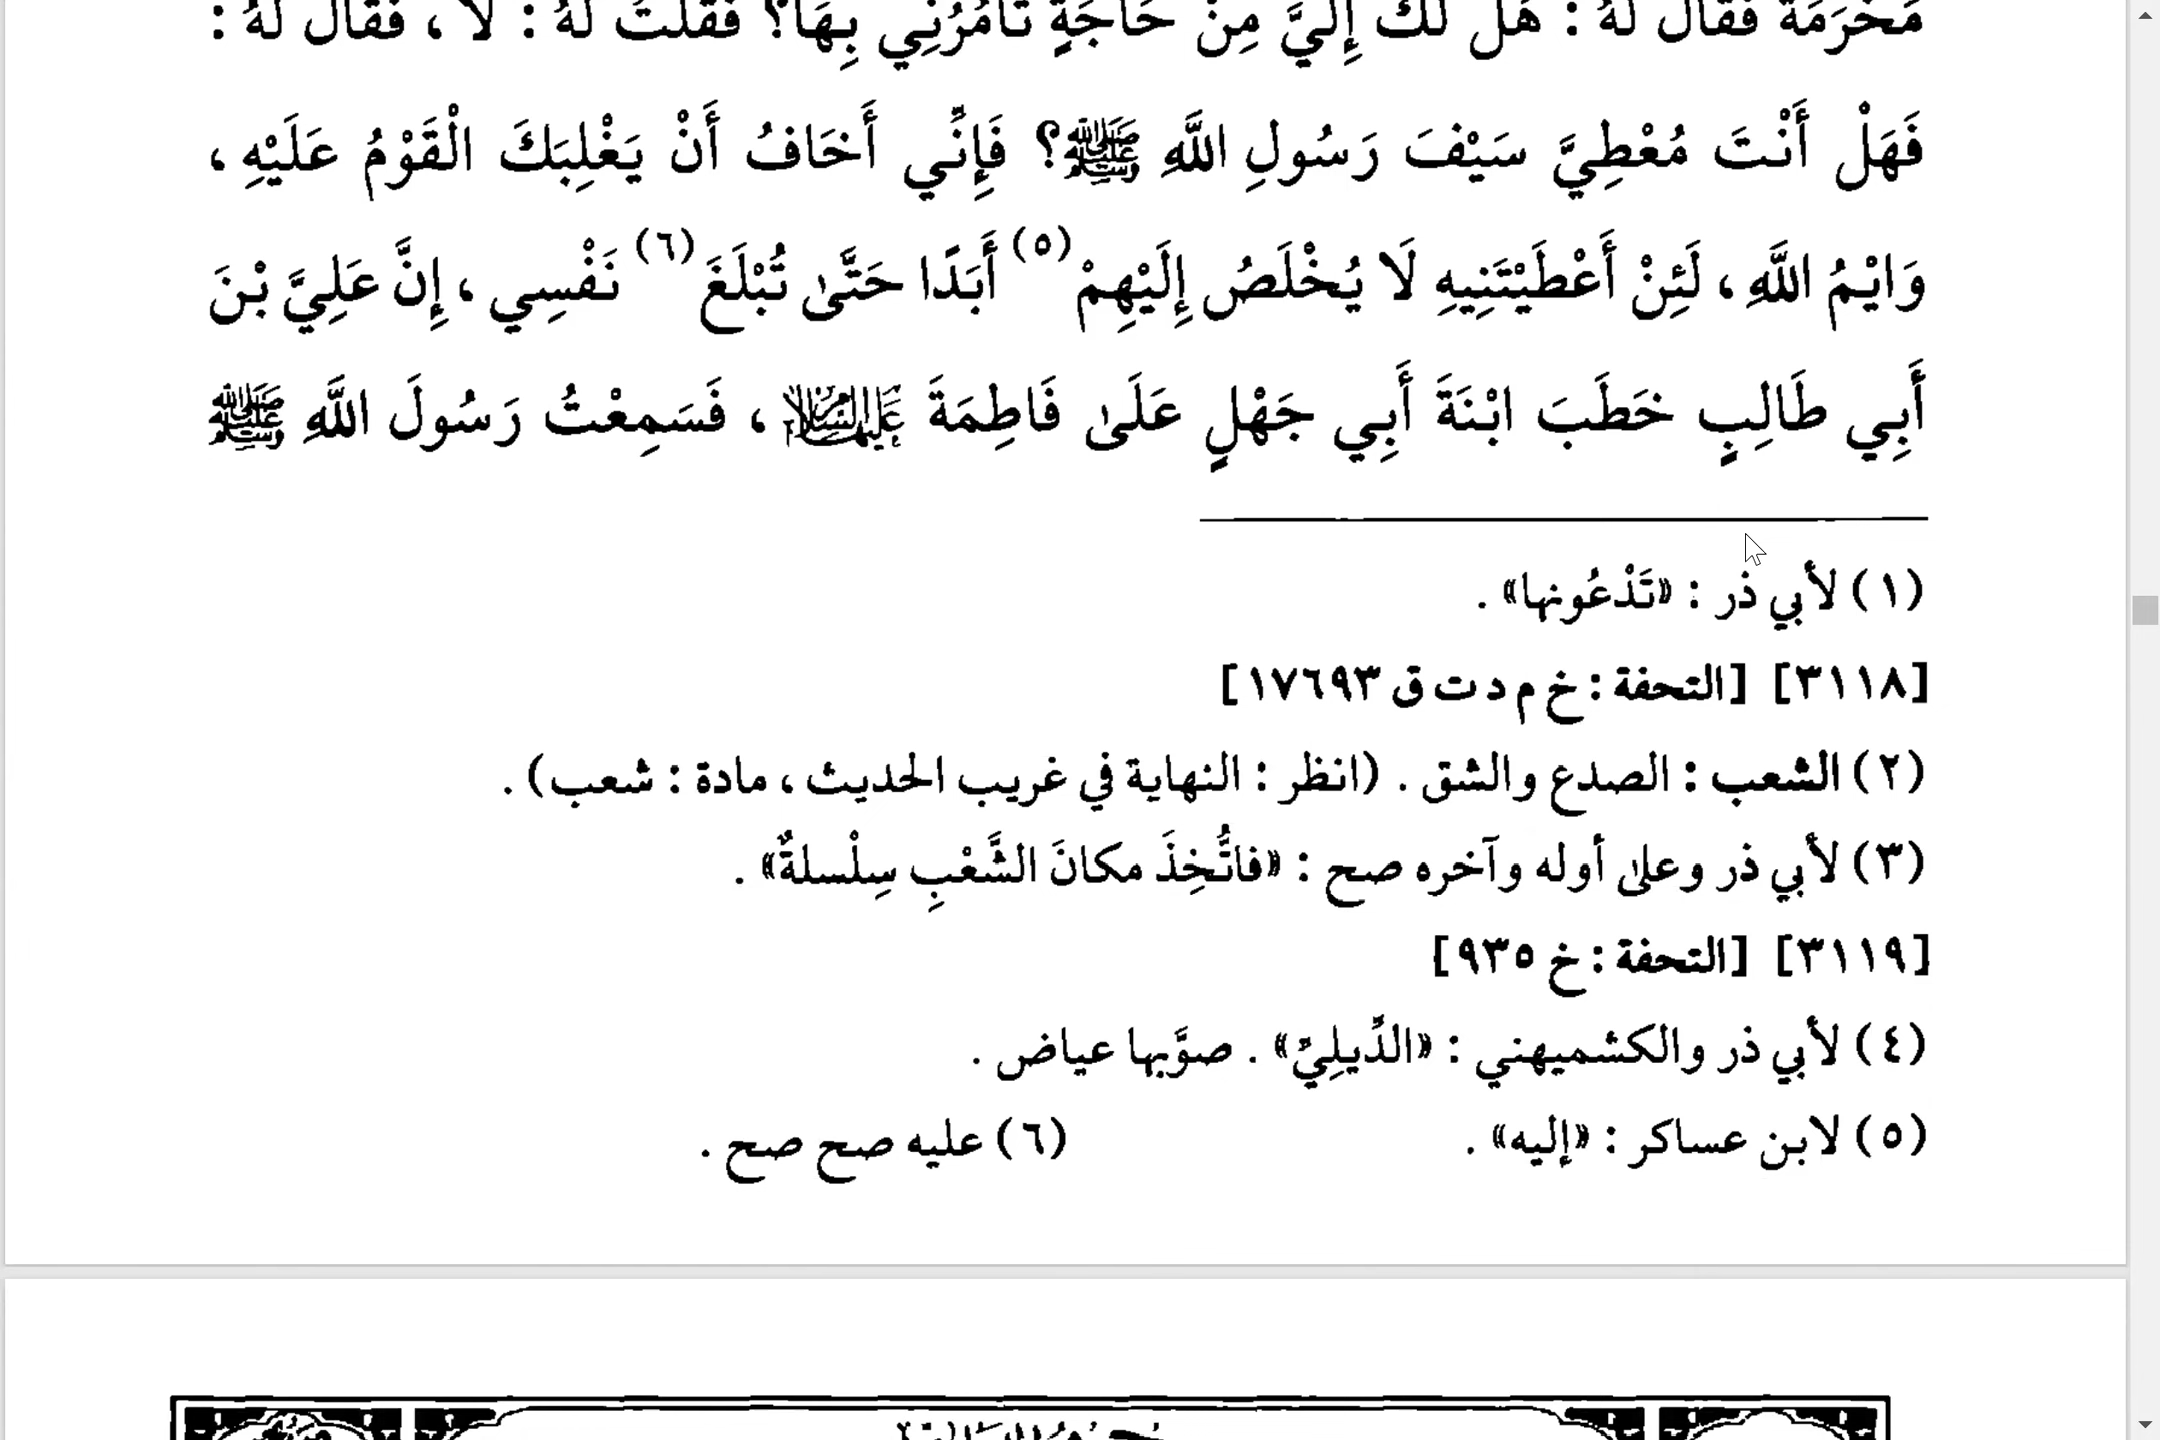 مَخْرَمَةَ فَقَالَ لَهُ : هَلْ لَكَ إِلَيَّ مِنْ حَاجَةٍ تَأْمُرُنِي بِهَا؟ فَقُلْتُ لَهُ : لَا ، فَقَالَ لَهُ :
فَهَلْ أَنْتَ مُعْطِيَّ سَيْفَ رَسُولِ اللَّهِ ﷺ؟ فَإِنِّي أَخَافُ أَنْ يَغْلِبَكَ الْقَوْمُ عَلَيْهِ ،
وَايْمُ اللَّهِ ، لَئِنْ أَعْطَيْتَنِيهِ لَا يُخْلَصُ إِلَيْهِمْ(٥) أَبَدًا حَتَّى تُبْلَغَ(٦) نَفْسِي ، إِنَّ عَلِيَّ بْنَ
أَبِي طَالِبٍ خَطَبَ ابْنَةَ أَبِي جَهْلٍ عَلَى فَاطِمَةَ عليها السلام ، فَسَمِعْتُ رَسُولَ اللَّهِ ﷺ
(١) لأبي ذر : «تَدْعُونها» .
[٣١١٨] [التحفة : خ م د ت ق ١٧٦٩٣]
(٢) الشعب : الصدع والشق . (انظر : النهاية في غريب الحديث ، مادة : شعب) .
(٣) لأبي ذر وعلى أوله وآخره صح : «فاتُّخِذَ مكانَ الشَّعْبِ سِلْسلةٌ» .
[٣١١٩] [التحفة : خ ٩٣٥]
(٤) لأبي ذر والكشميهني : «الدِّيلِيِّ» . صوَّبها عياض .
(٥) لابن عساكر : «إليه» . (٦) عليه صح صح .